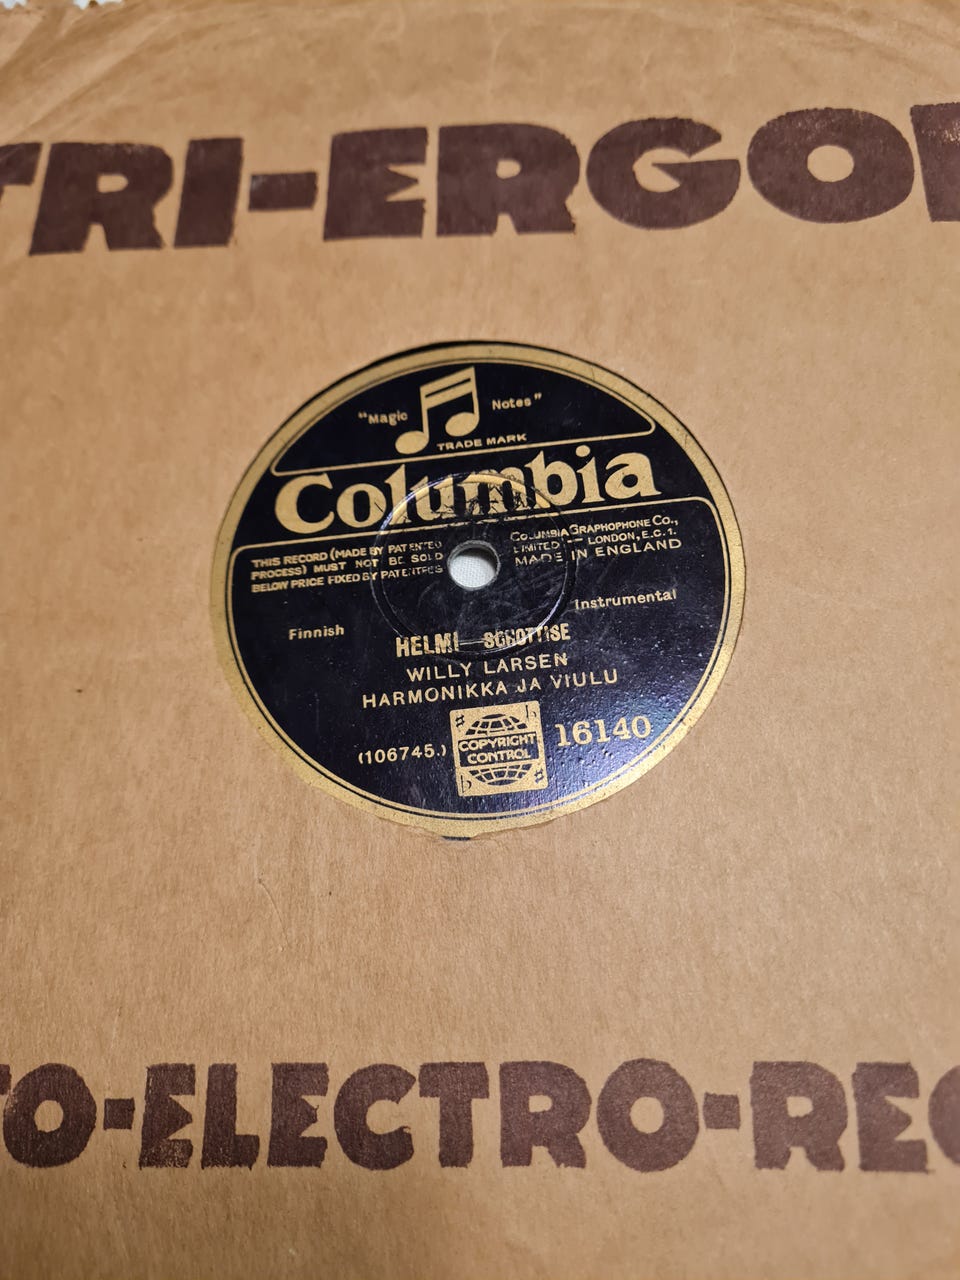 TRI-ERGO
"Magic Notes"
TRADE MARK
Columbia
THIS RECORD (MADE BY PATENTED
PROCESS) MUST NOT BE SOLD
BELOW PRICE FIXED BY PATENTEES
COLUMBIA GRAPHOPHONE CO.,
LIMITED LONDON, E.C.1.
MADE IN ENGLAND
Finnish
Instrumental
HELMI—SCHOTTISE
WILLY LARSEN
HARMONIKKA JA VIULU
(106745.)
COPYRIGHT
CONTROL
16140
TO-ELECTRO-REC